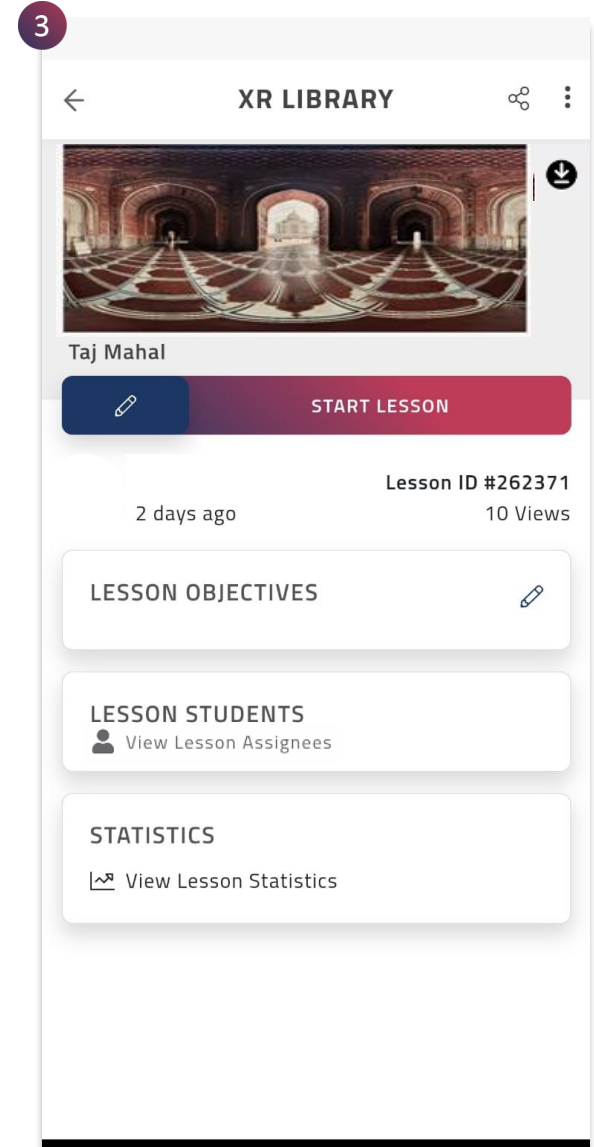 3
XR LIBRARY
Taj Mahal
START LESSON
Lesson ID #262371
2 days ago
10 Views
LESSON OBJECTIVES
LESSON STUDENTS
View Lesson Assignees
STATISTICS
View Lesson Statistics